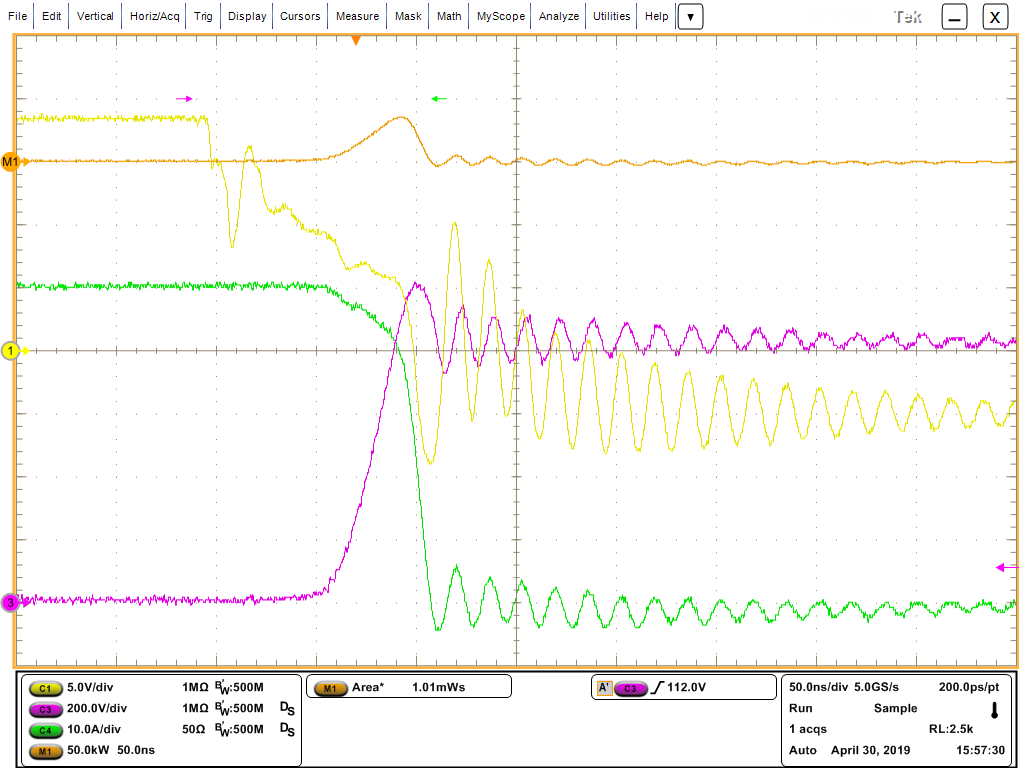 File Edit Vertical Horiz/Acq Trig Display Cursors Measure Mask Math MyScope Analyze Utilities Help Tek X
M1
1
3
C1 5.0V/div 1MΩ BW:500M
C3 200.0V/div 1MΩ BW:500M DS
C4 10.0A/div 50Ω BW:500M DS
M1 50.0kW 50.0ns
M1 Area* 1.01mWs
A' C3 112.0V
50.0ns/div 5.0GS/s 200.0ps/pt
Run Sample
1 acqs RL:2.5k
Auto April 30, 2019 15:57:30